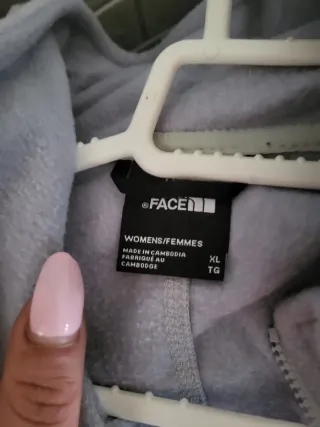 ®FACE
WOMENS/FEMMES
MADE IN CAMBODIA
FABRIQUÉ AU
CAMBODGE
XL
TG